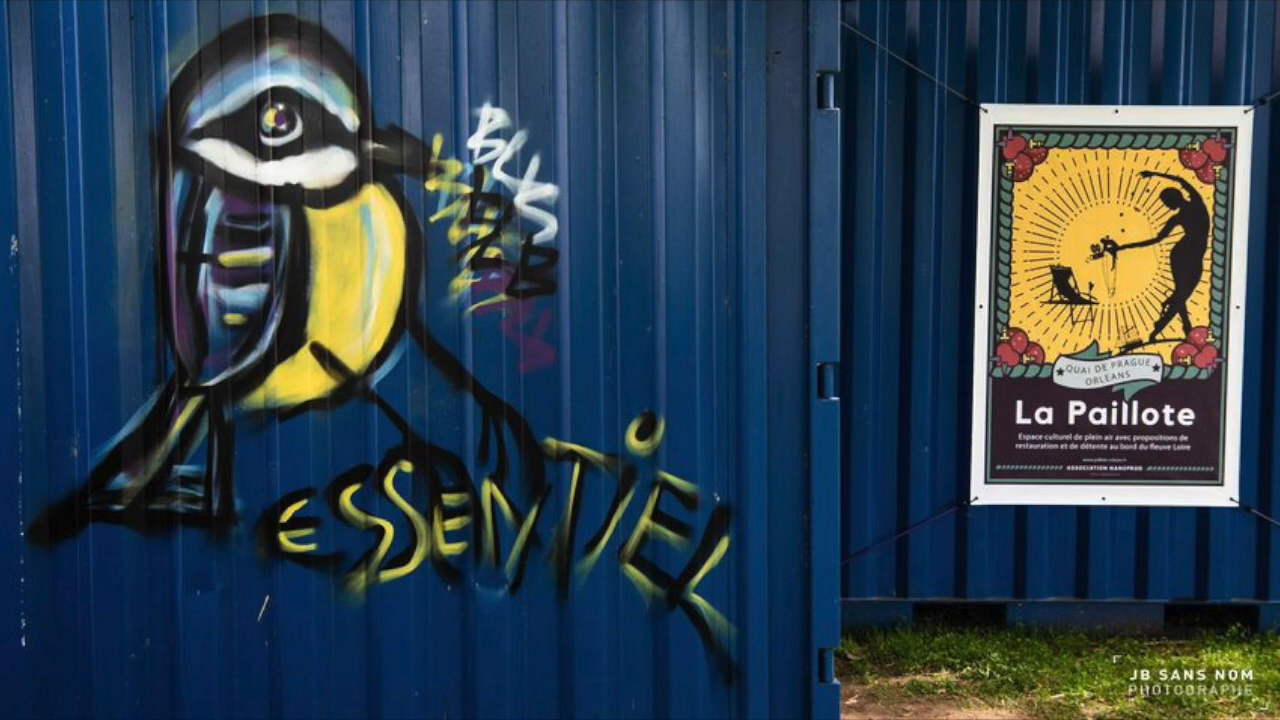 ESSENTIEL
QUAI DE PRAGUE
ORLEANS
La Paillote
Espace culturel de plein air avec propositions de
restauration et de détente au bord du fleuve Loire
ASSOCIATION NANOPROD
JB SANS NOM
PHOTOGRAPHE